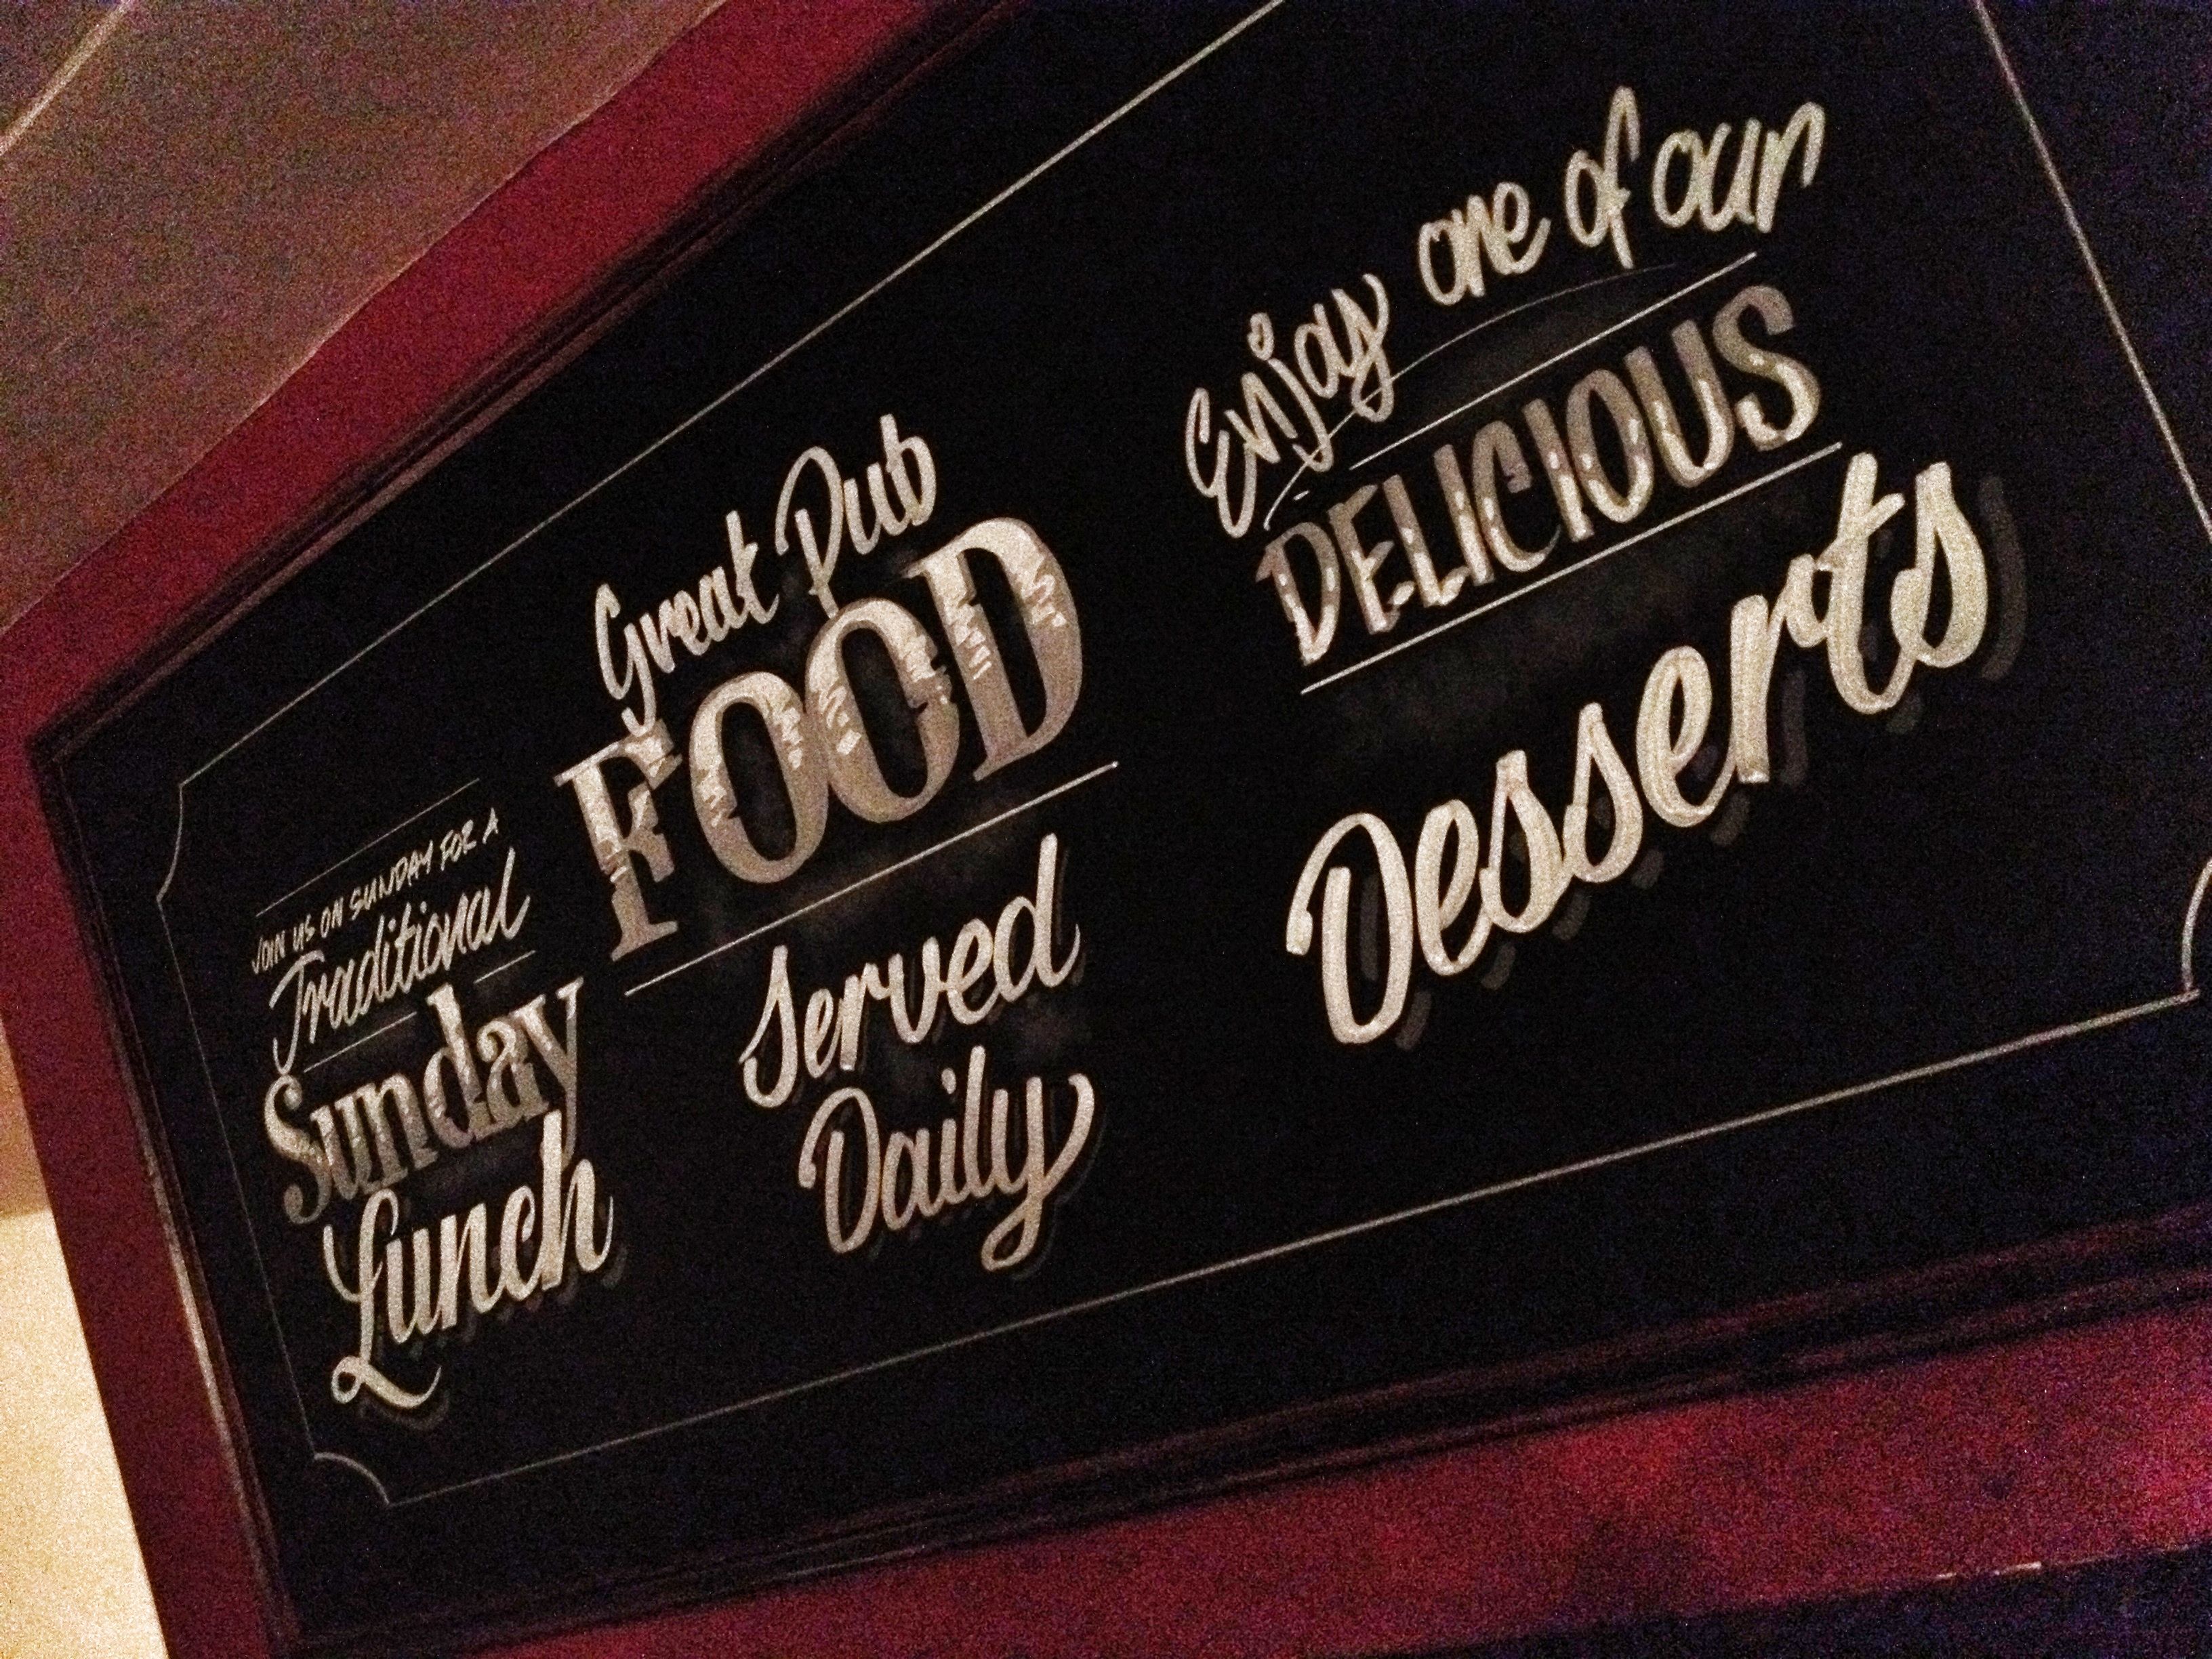 JOIN US ON SUNDAY FOR A
Traditional
Sunday
Lunch
Great Pub
FOOD
Served
Daily
Enjoy one of our
DELICIOUS
Desserts